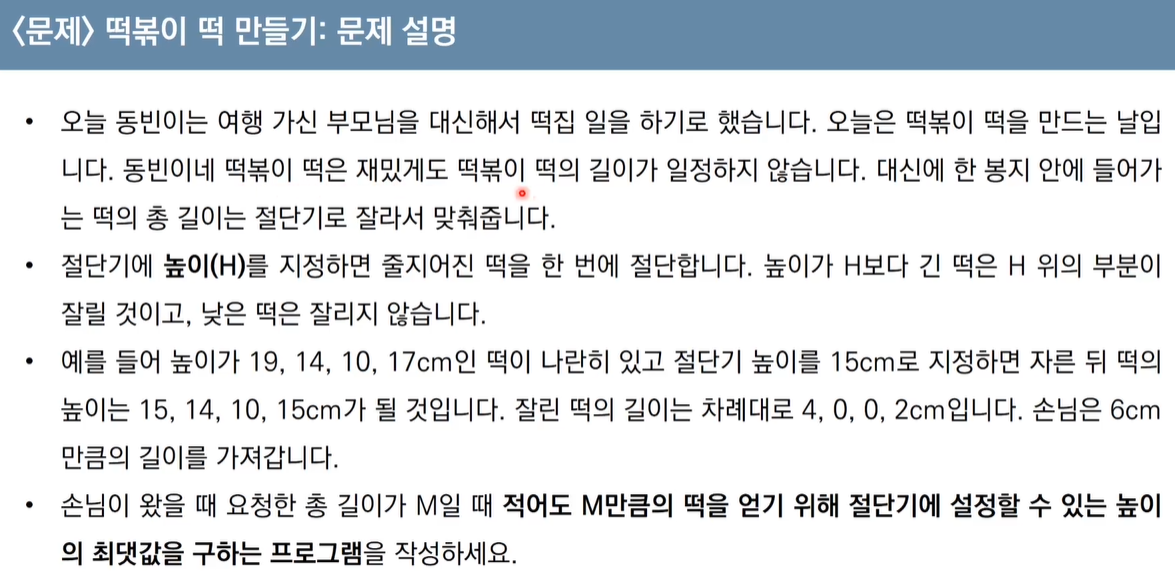 <문제> 떡볶이 떡 만들기: 문제 설명
• 오늘 동빈이는 여행 가신 부모님을 대신해서 떡집 일을 하기로 했습니다. 오늘은 떡볶이 떡을 만드는 날입
니다. 동빈이네 떡볶이 떡은 재밌게도 떡볶이 떡의 길이가 일정하지 않습니다. 대신에 한 봉지 안에 들어가
는 떡의 총 길이는 절단기로 잘라서 맞춰줍니다.
• 절단기에 높이(H)를 지정하면 줄지어진 떡을 한 번에 절단합니다. 높이가 H보다 긴 떡은 H 위의 부분이
잘릴 것이고, 낮은 떡은 잘리지 않습니다.
• 예를 들어 높이가 19, 14, 10, 17cm인 떡이 나란히 있고 절단기 높이를 15cm로 지정하면 자른 뒤 떡의
높이는 15, 14, 10, 15cm가 될 것입니다. 잘린 떡의 길이는 차례대로 4, 0, 0, 2cm입니다. 손님은 6cm
만큼의 길이를 가져갑니다.
• 손님이 왔을 때 요청한 총 길이가 M일 때 적어도 M만큼의 떡을 얻기 위해 절단기에 설정할 수 있는 높이
의 최댓값을 구하는 프로그램을 작성하세요.